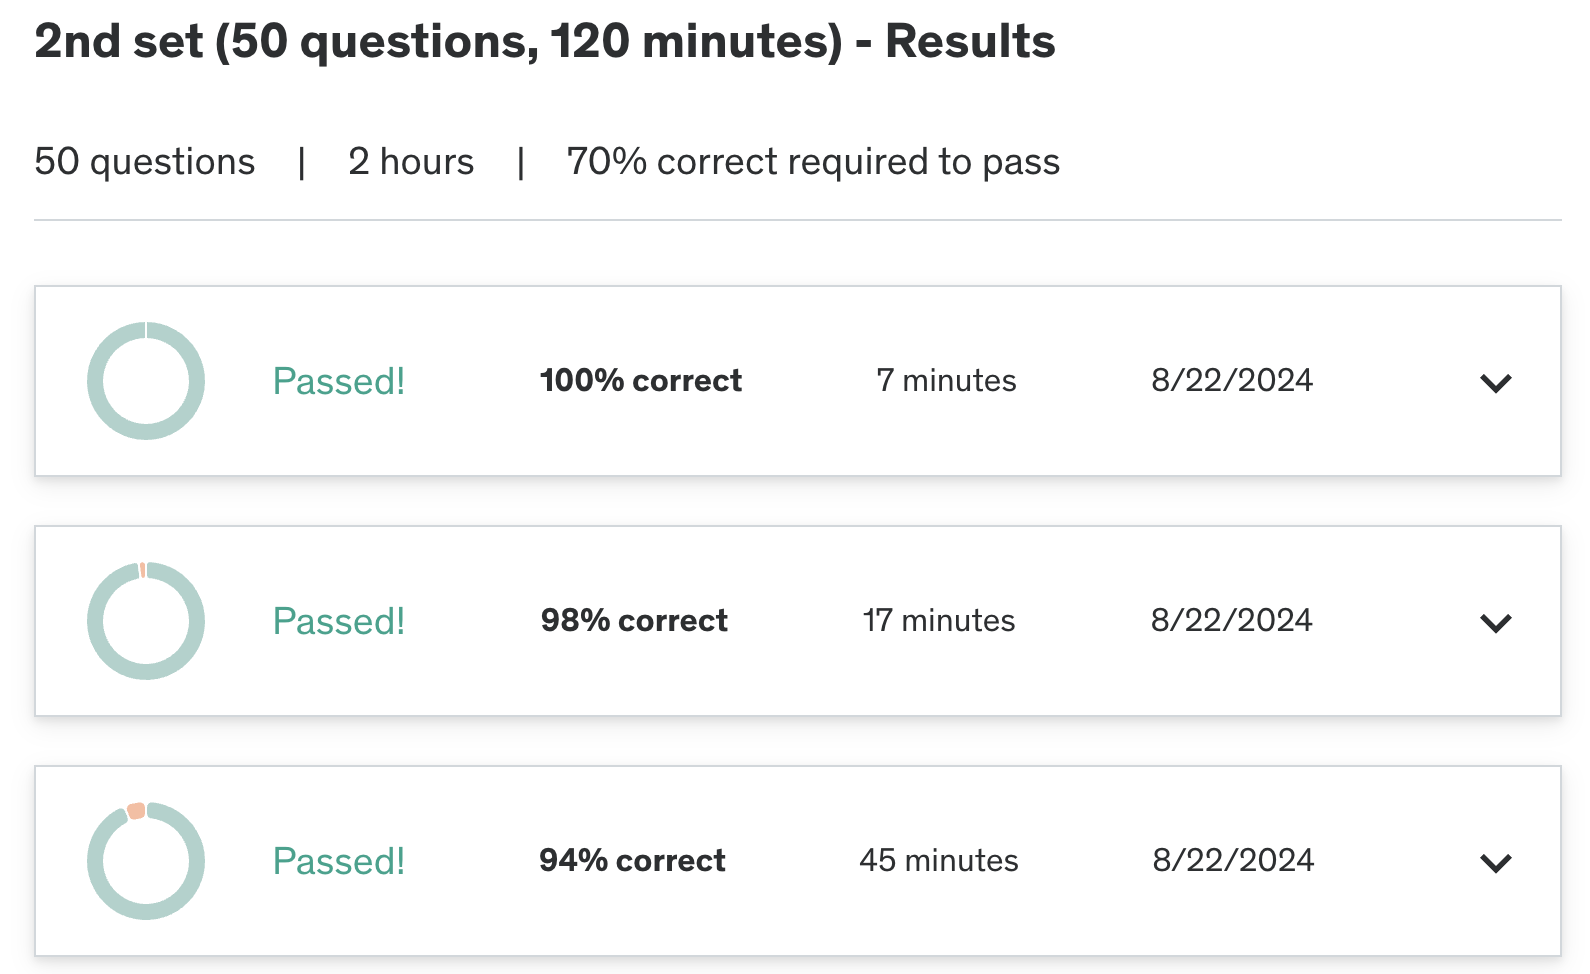 2nd set (50 questions, 120 minutes) - Results
50 questions | 2 hours | 70% correct required to pass
Passed! 100% correct 7 minutes 8/22/2024
Passed! 98% correct 17 minutes 8/22/2024
Passed! 94% correct 45 minutes 8/22/2024